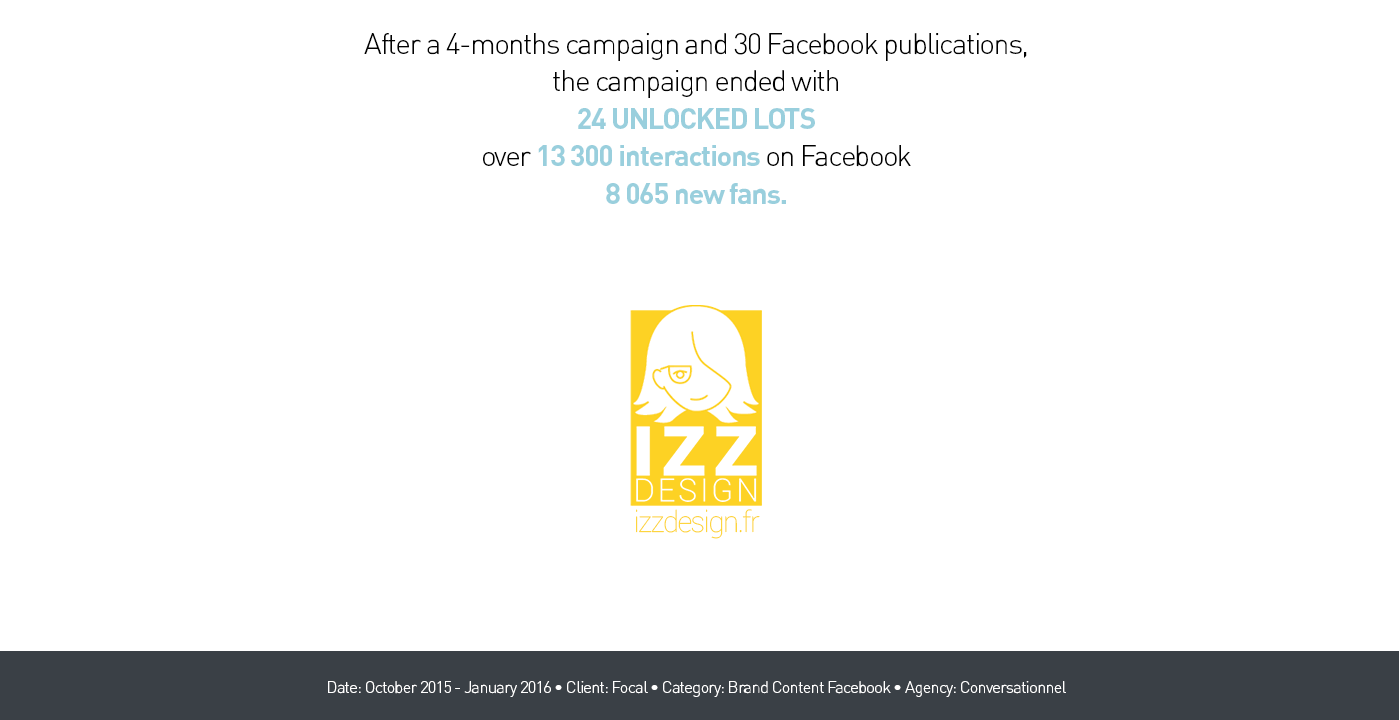 After a 4-months campaign and 30 Facebook publications,
the campaign ended with
24 UNLOCKED LOTS
over 13 300 interactions on Facebook
8 065 new fans.
IZZ
DESIGN
izzdesign.fr
Date: October 2015 - January 2016 • Client: Focal • Category: Brand Content Facebook • Agency: Conversationnel